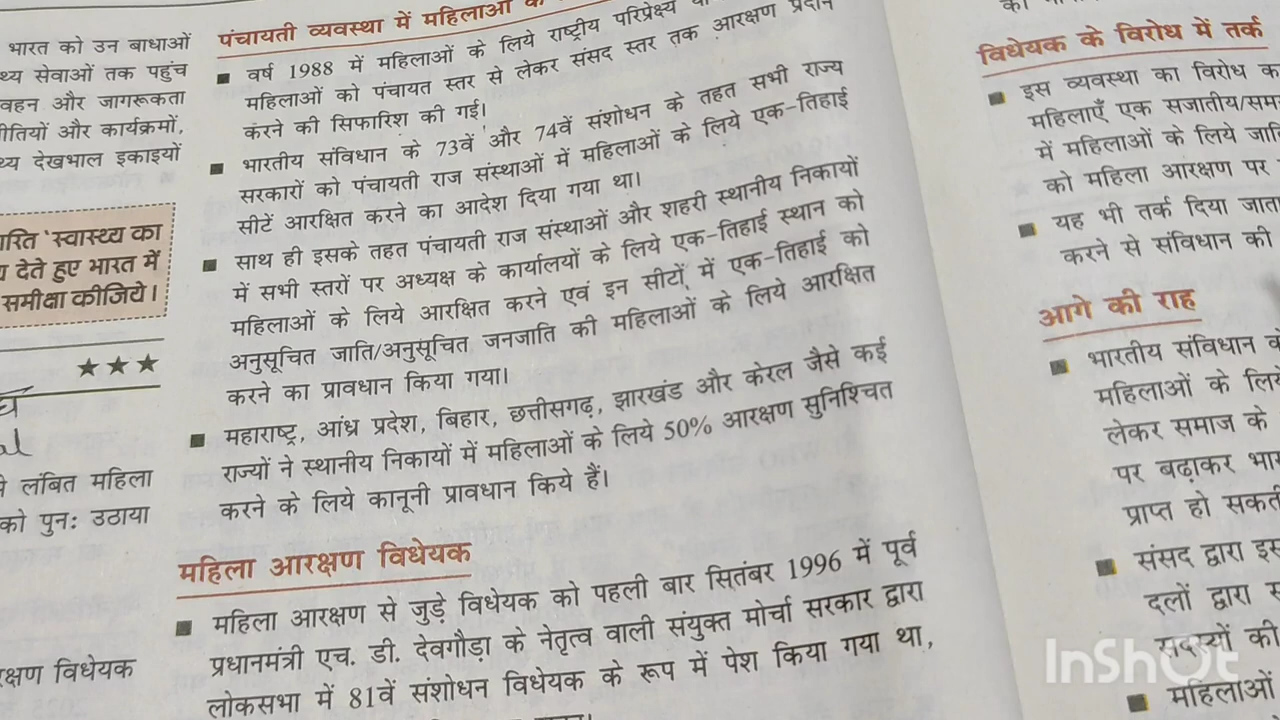 भारत को उन बाधाओं
सेवाओं तक पहुंच
और जागरूकता
और कार्यक्रमों,
देखभाल इकाइयों
'स्वास्थ्य का
देते हुए भारत में
समीक्षा कीजिये।
★★★
लंबित महिला
को पुनः उठाया
विधेयक
पंचायती व्यवस्था में महिलाओं
वर्ष 1988 में महिलाओं के लिये राष्ट्रीय परिप्रेक्ष्य
महिलाओं को पंचायत स्तर से लेकर संसद स्तर तक आरक्षण प्रदान
करने की सिफारिश की गई।
भारतीय संविधान के 73वें और 74वें संशोधन के तहत सभी राज्य
सरकारों को पंचायती राज संस्थाओं में महिलाओं के लिये एक-तिहाई
सीटें आरक्षित करने का आदेश दिया गया था।
साथ ही इसके तहत पंचायती राज संस्थाओं और शहरी स्थानीय निकायों
में सभी स्तरों पर अध्यक्ष के कार्यालयों के लिये एक-तिहाई स्थान को
महिलाओं के लिये आरक्षित करने एवं इन सीटों में एक-तिहाई को
अनुसूचित जाति/अनुसूचित जनजाति की महिलाओं के लिये आरक्षित
करने का प्रावधान किया गया।
महाराष्ट्र, आंध्र प्रदेश, बिहार, छत्तीसगढ़, झारखंड और केरल जैसे कई
राज्यों ने स्थानीय निकायों में महिलाओं के लिये 50% आरक्षण सुनिश्चित
करने के लिये कानूनी प्रावधान किये हैं।
महिला आरक्षण विधेयक
महिला आरक्षण से जुड़े विधेयक को पहली बार सितंबर 1996 में पूर्व
प्रधानमंत्री एच. डी. देवगौड़ा के नेतृत्व वाली संयुक्त मोर्चा सरकार द्वारा
लोकसभा में 81वें संशोधन विधेयक के रूप में पेश किया गया था,
विधेयक के विरोध में तर्क
इस व्यवस्था का विरोध
महिलाएँ एक सजातीय/
में महिलाओं के लिये
को महिला आरक्षण पर
यह भी तर्क दिया जाता
करने से संविधान की
आगे की राह
भारतीय संविधान
महिलाओं के लिये
लेकर समाज के
पर बढ़ाकर
प्राप्त हो सकती
संसद द्वारा इस
दलों द्वारा
सदस्यों की
महिलाओं
InShOt